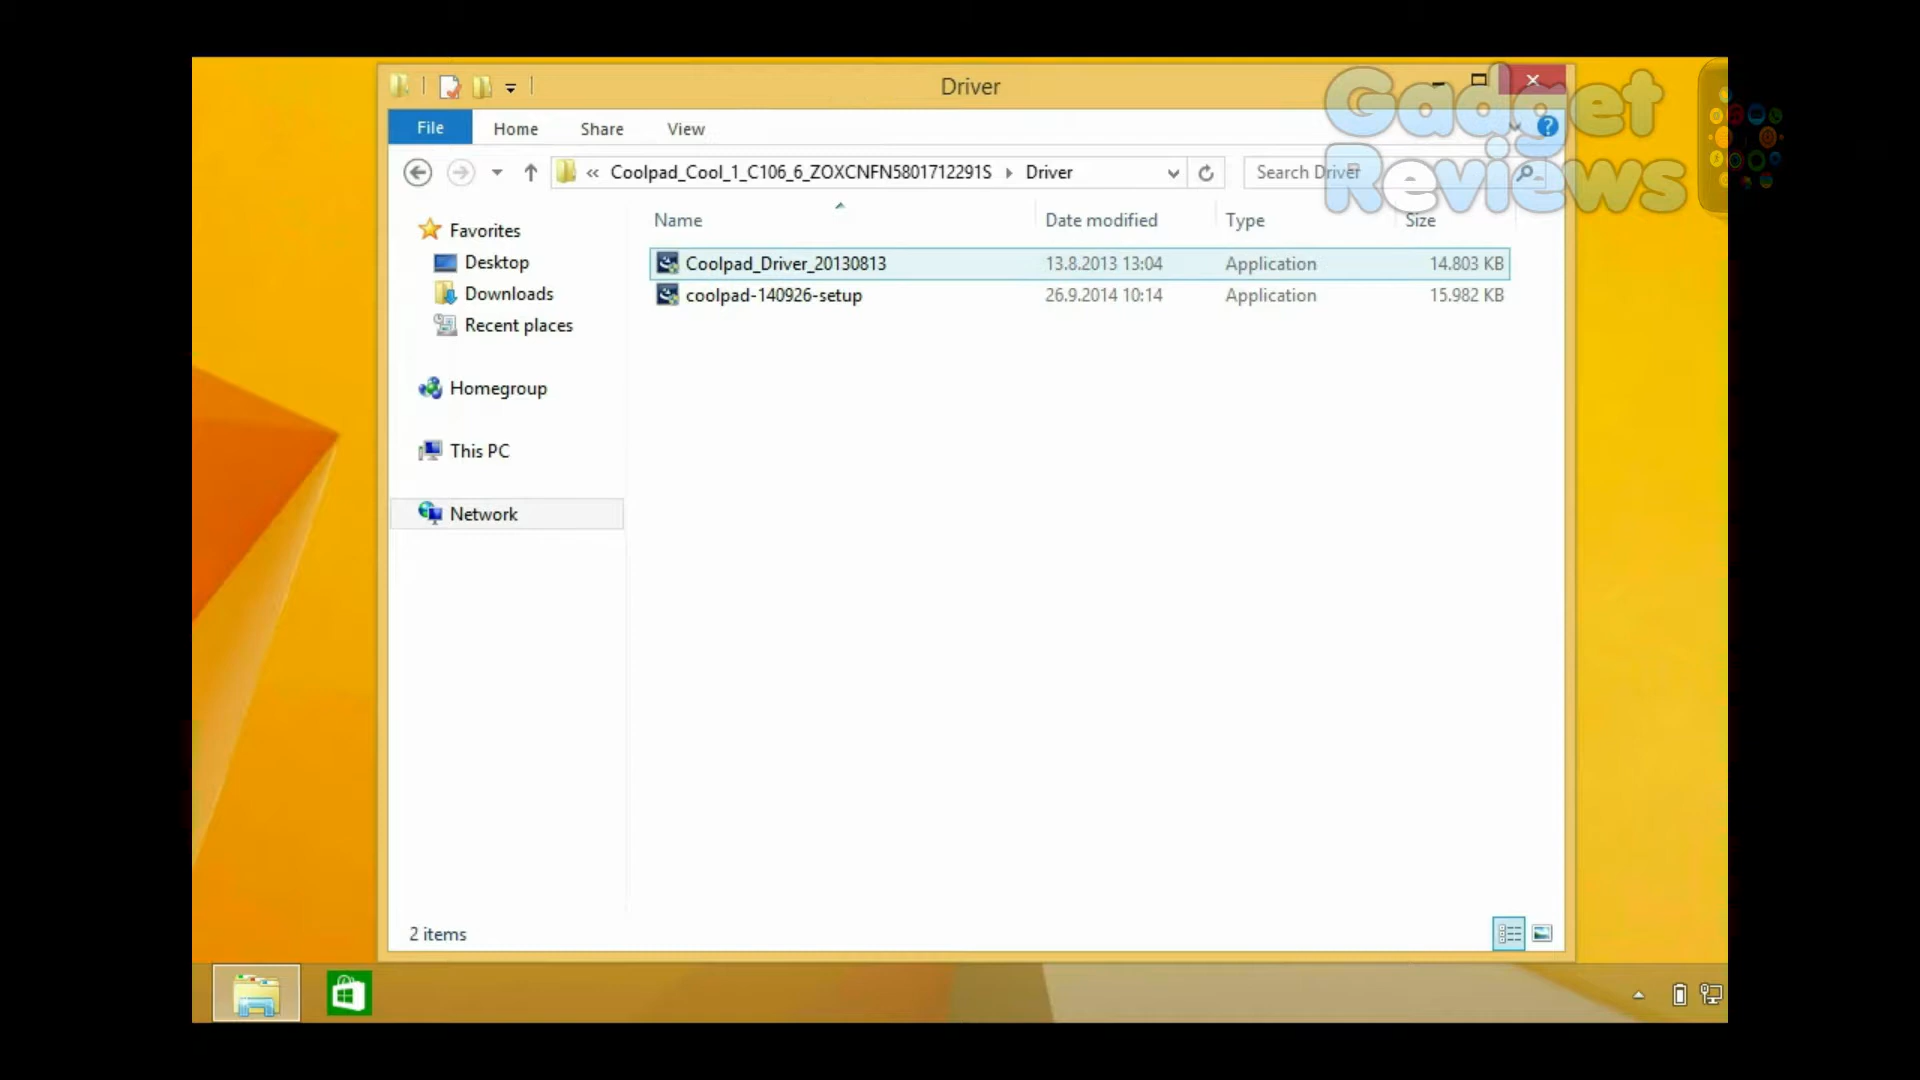 Driver
Gadget
Reviews
File Home Share View
« Coolpad_Cool_1_C106_6_ZOXCNFN5801712291S Driver
Search Driver
Name Date modified Type Size
Favorites
Desktop
Downloads
Recent places
Homegroup
This PC
Network
Coolpad_Driver_20130813 13.8.2013 13:04 Application 14.803 KB
coolpad-140926-setup 26.9.2014 10:14 Application 15.982 KB
2 items